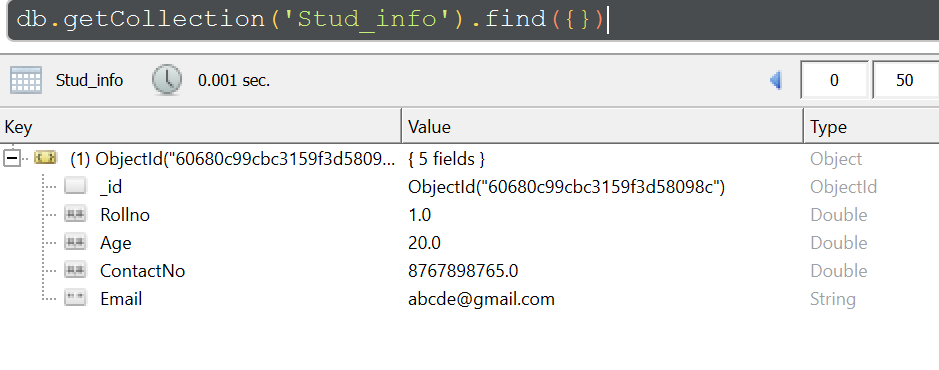 db.getCollection('Stud_info').find({})
Stud_info 0.001 sec. 0 50
Key Value Type
(1) ObjectId("60680c99cbc3159f3d5809... { 5 fields } Object
_id ObjectId("60680c99cbc3159f3d58098c") ObjectId
Rollno 1.0 Double
Age 20.0 Double
ContactNo 8767898765.0 Double
Email abcde@gmail.com String